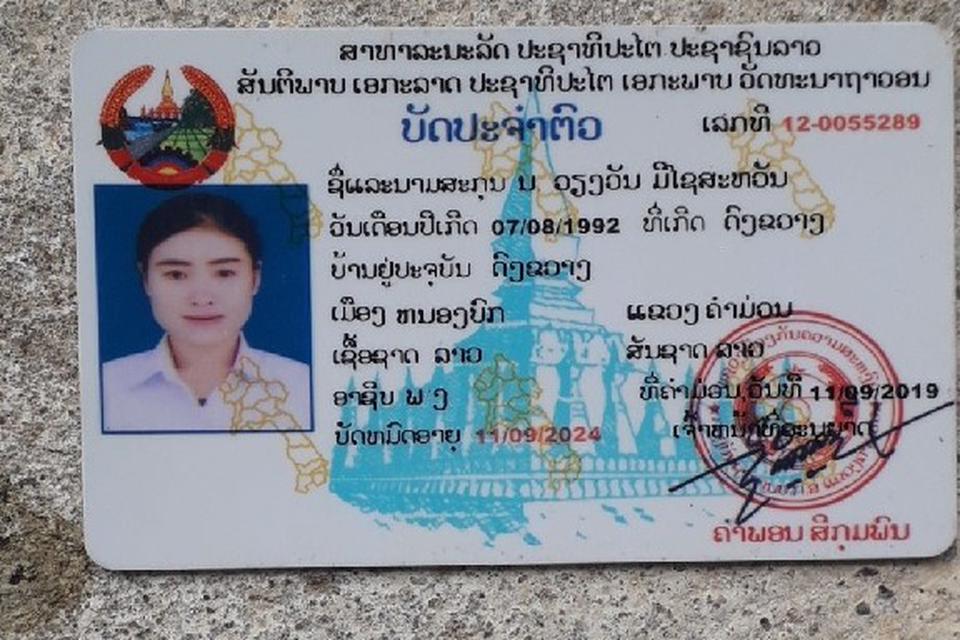 ສາທາລະນະລັດ ປະຊາທິປະໄຕ ປະຊາຊົນລາວ
ສັນຕິພາບ ເອກະລາດ ປະຊາທິປະໄຕ ເອກະພາບ ວັດທະນາຖາວອນ
ບັດປະຈຳຕົວ ເລກທີ 12-0055289
ຊື່ແລະນາມສະກຸນ ນ ວຽງວັນ ມີໄຊສະຫວັນ
ວັນເດືອນປີເກີດ 07/08/1992 ທີ່ເກີດ ດົງຂວາງ
ບ້ານຢູ່ປະຈຸບັນ ດົງຂວາງ
ເມືອງ ຫນອງບົກ ແຂວງ ຄຳມ່ວນ
ເຊື້ອຊາດ ລາວ ສັນຊາດ ລາວ
ອາຊີບ ພ ງ ທີ່ຄຳມ່ວນ, ວັນທີ 11/09/2019
ບັດຫມົດອາຍຸ 11/09/2024 ເຈົ້າຫນ້າທີ່ອະນຸຍາດ
ຄຳພອນ ສີກຸມພົນ